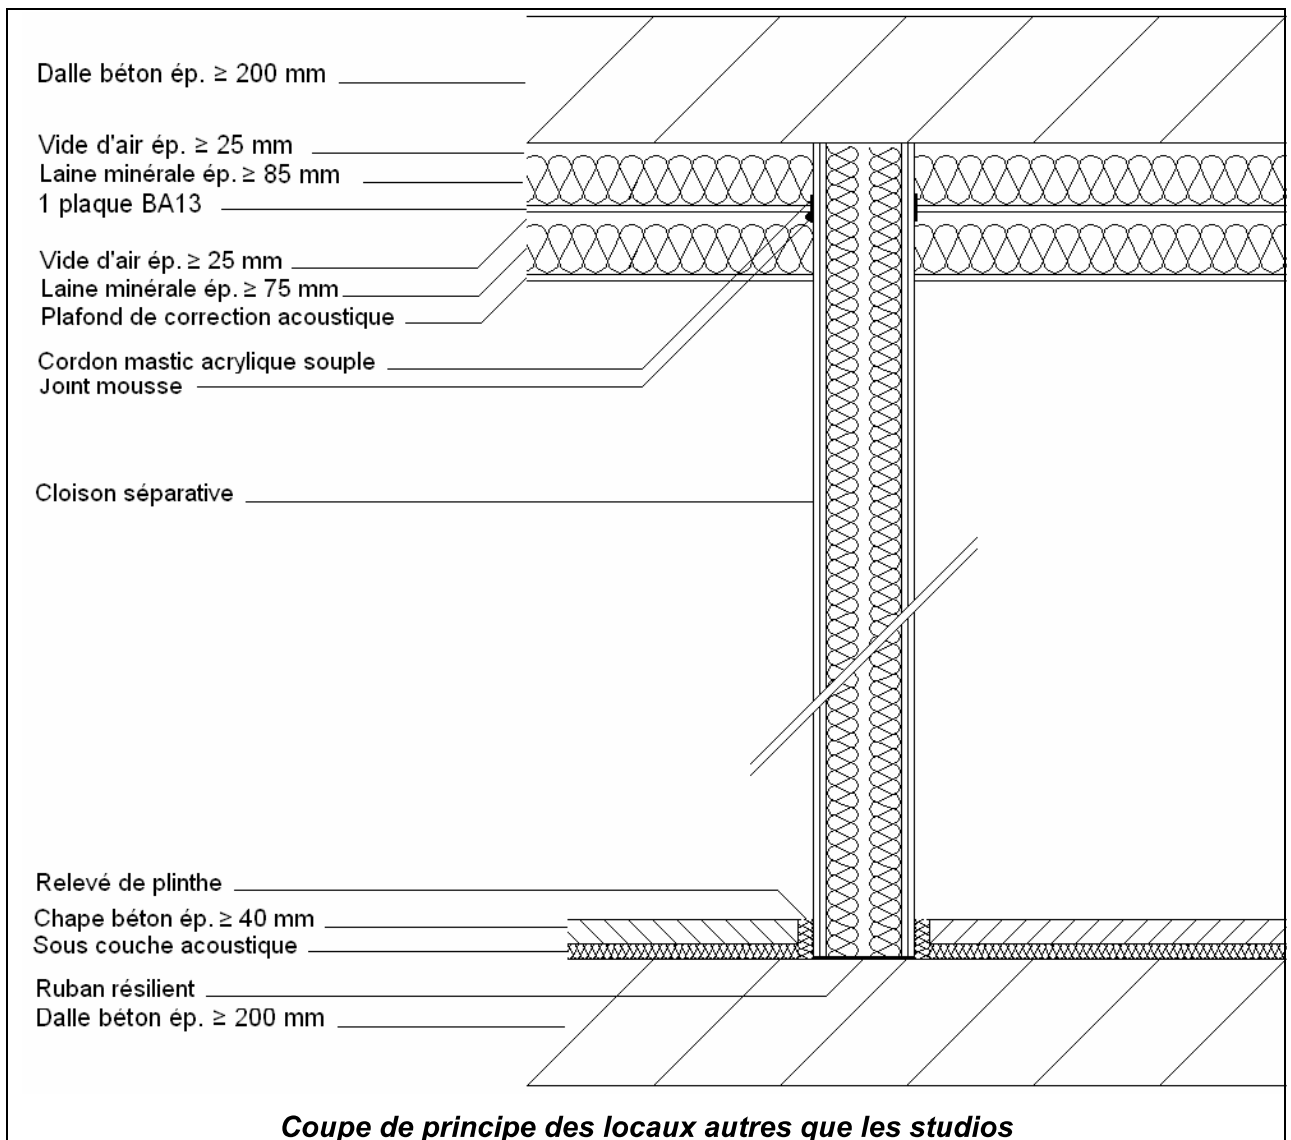 Dalle béton ép. ≥ 200 mm
Vide d'air ép. ≥ 25 mm
Laine minérale ép. ≥ 85 mm
1 plaque BA13
Vide d'air ép. ≥ 25 mm
Laine minérale ép. ≥ 75 mm
Plafond de correction acoustique
Cordon mastic acrylique souple
Joint mousse
Cloison séparative
Relevé de plinthe
Chape béton ép. ≥ 40 mm
Sous couche acoustique
Ruban résilient
Dalle béton ép. ≥ 200 mm
Coupe de principe des locaux autres que les studios